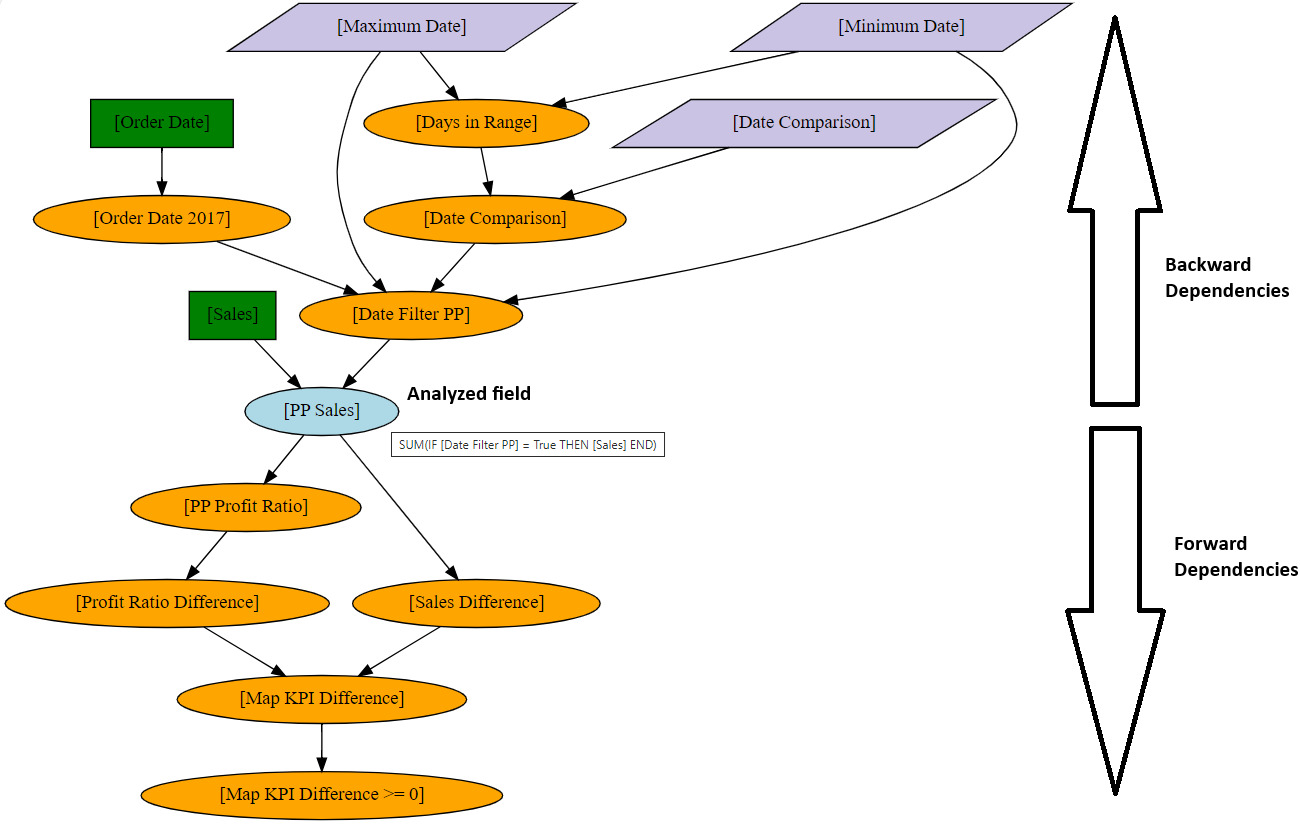 [Maximum Date]
[Minimum Date]
[Order Date]
[Days in Range]
[Date Comparison]
[Order Date 2017]
[Date Comparison]
Backward
Dependencies
[Sales]
[Date Filter PP]
Analyzed field
[PP Sales]
SUM(IF [Date Filter PP] = True THEN [Sales] END)
[PP Profit Ratio]
Forward
Dependencies
[Profit Ratio Difference]
[Sales Difference]
[Map KPI Difference]
[Map KPI Difference >= 0]